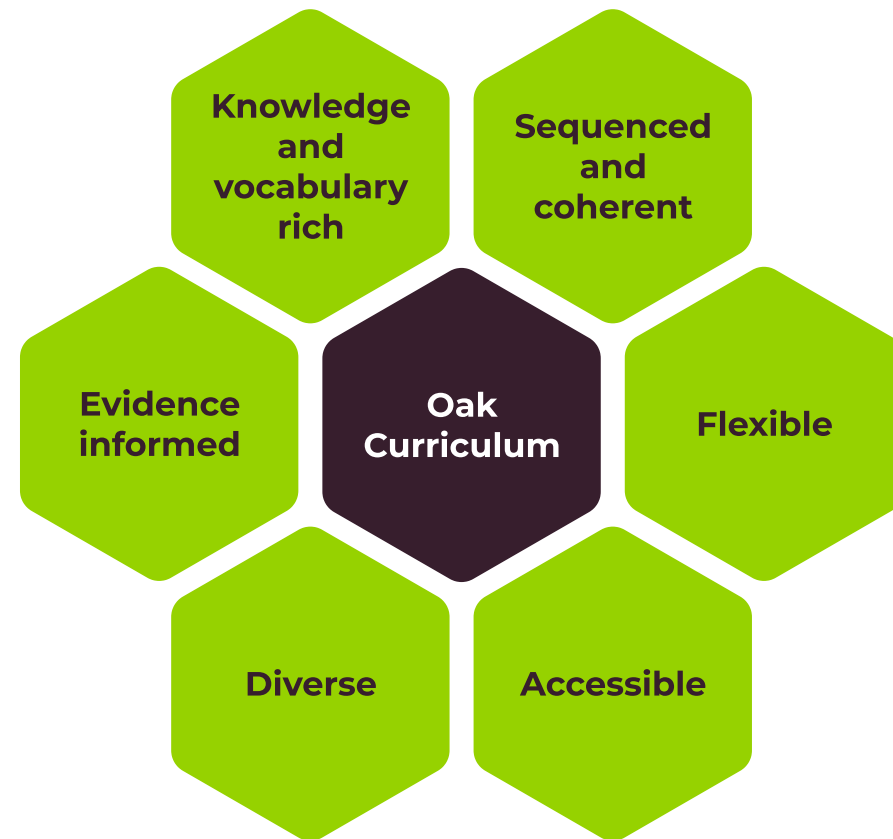 Knowledge
and
vocabulary
rich
Sequenced
and
coherent
Evidence
informed
Oak
Curriculum
Flexible
Diverse
Accessible